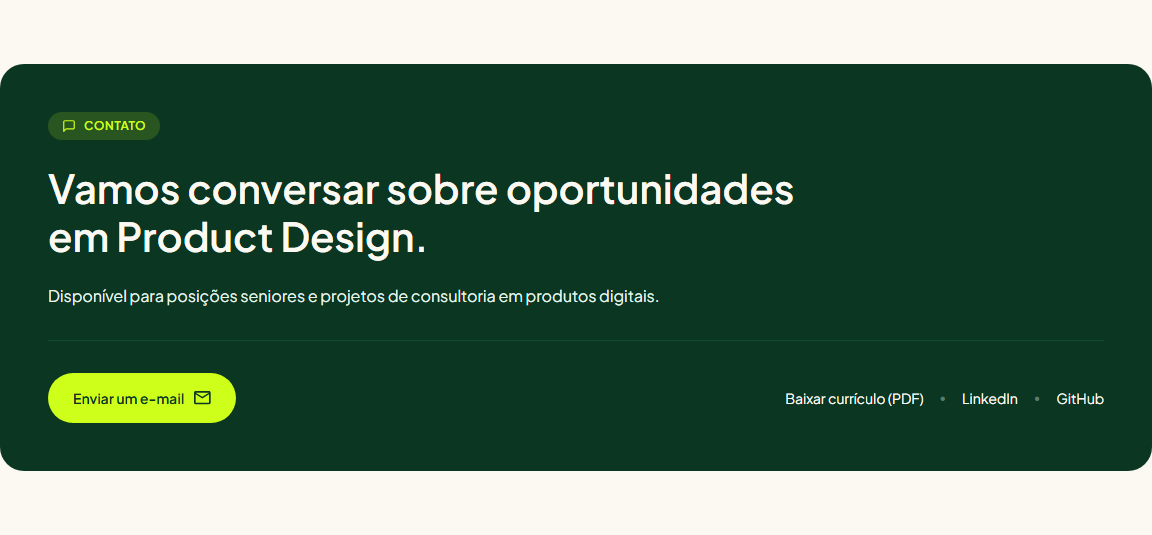 CONTATO
Vamos conversar sobre oportunidades
em Product Design.
Disponível para posições seniores e projetos de consultoria em produtos digitais.
Enviar um e-mail
Baixar currículo (PDF) • LinkedIn • GitHub